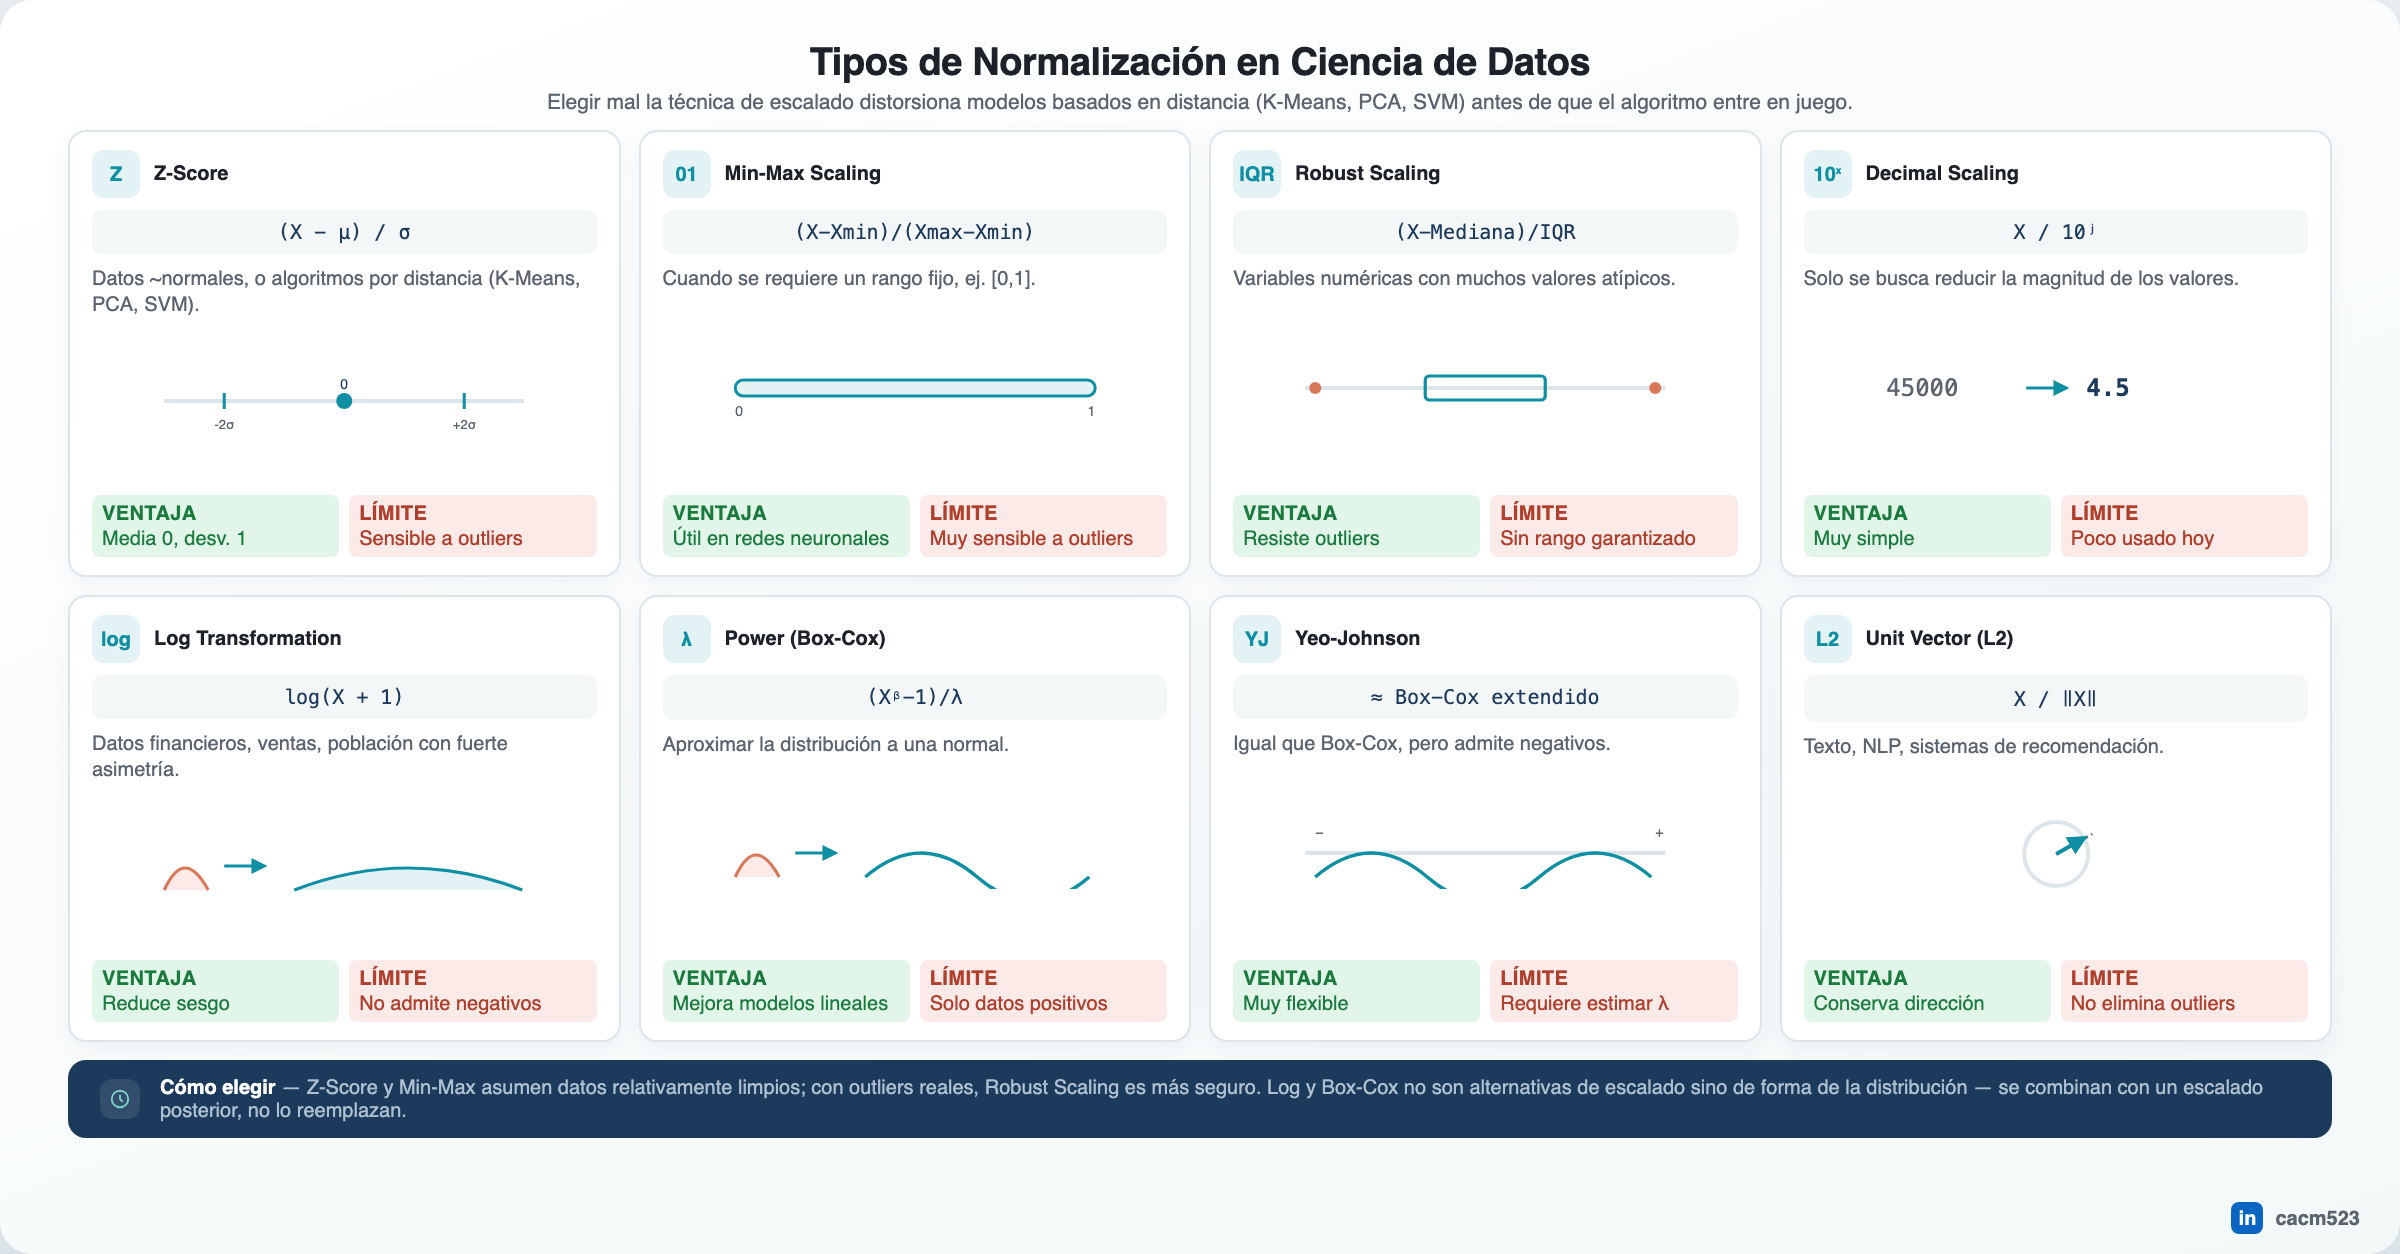 Tipos de Normalización en Ciencia de Datos
Elegir mal la técnica de escalado distorsiona modelos basados en distancia (K-Means, PCA, SVM) antes de que el algoritmo entre en juego.
Z
Z-Score
(X − μ) / σ
Datos ~normales, o algoritmos por distancia (K-Means,
PCA, SVM).
0
-2σ
+2σ
VENTAJA
Media 0, desv. 1
LÍMITE
Sensible a outliers
01
Min-Max Scaling
(X−Xmin)/(Xmax−Xmin)
Cuando se requiere un rango fijo, ej. [0,1].
0
1
VENTAJA
Útil en redes neuronales
LÍMITE
Muy sensible a outliers
IQR
Robust Scaling
(X−Mediana)/IQR
Variables numéricas con muchos valores atípicos.
VENTAJA
Resiste outliers
LÍMITE
Sin rango garantizado
10ˣ
Decimal Scaling
X / 10ʲ
Solo se busca reducir la magnitud de los valores.
45000
4.5
VENTAJA
Muy simple
LÍMITE
Poco usado hoy
log
Log Transformation
log(X + 1)
Datos financieros, ventas, población con fuerte
asimetría.
VENTAJA
Reduce sesgo
LÍMITE
No admite negativos
λ
Power (Box-Cox)
(Xᵝ−1)/λ
Aproximar la distribución a una normal.
VENTAJA
Mejora modelos lineales
LÍMITE
Solo datos positivos
YJ
Yeo-Johnson
≈ Box−Cox extendido
Igual que Box-Cox, pero admite negativos.
−
+
VENTAJA
Muy flexible
LÍMITE
Requiere estimar λ
L2
Unit Vector (L2)
X / ‖X‖
Texto, NLP, sistemas de recomendación.
VENTAJA
Conserva dirección
LÍMITE
No elimina outliers
Cómo elegir — Z-Score y Min-Max asumen datos relativamente limpios; con outliers reales, Robust Scaling es más seguro. Log y Box-Cox no son alternativas de escalado sino de forma de la distribución — se combinan con un escalado
posterior, no lo reemplazan.
in
cacm523